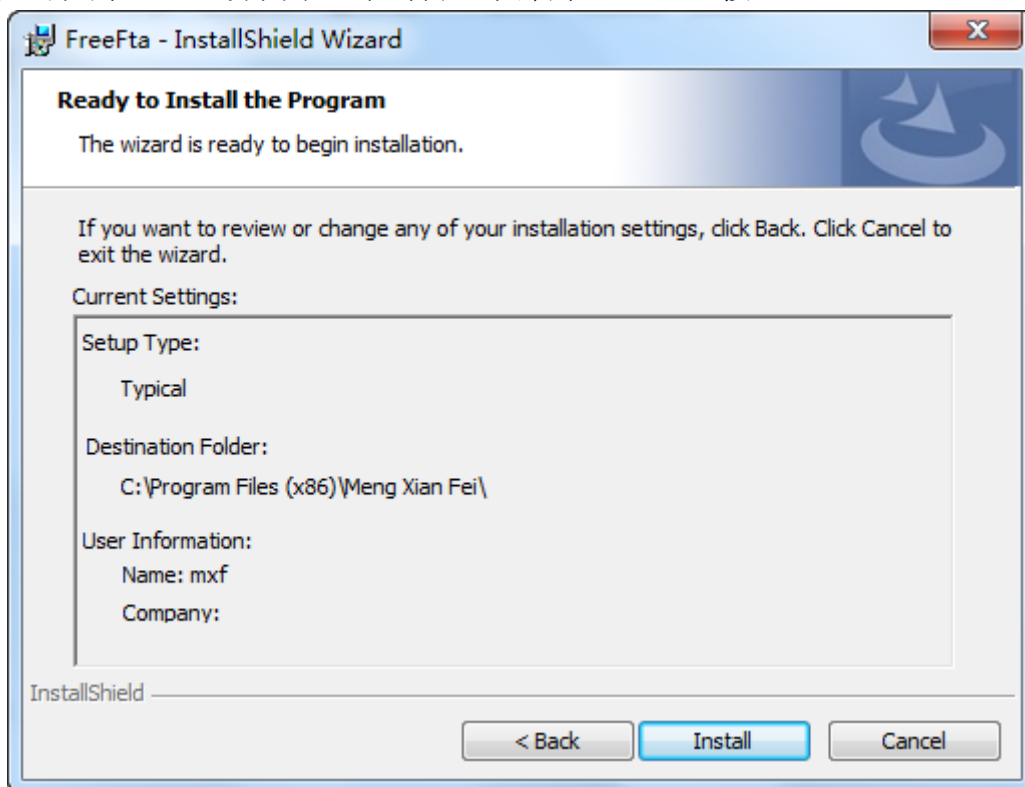 FreeFta - InstallShield Wizard
Ready to Install the Program
The wizard is ready to begin installation.
If you want to review or change any of your installation settings, click Back. Click Cancel to
exit the wizard.
Current Settings:
Setup Type:
Typical
Destination Folder:
C:\Program Files (x86)\Meng Xian Fei\
User Information:
Name: mxf
Company:
InstallShield
< Back
Install
Cancel